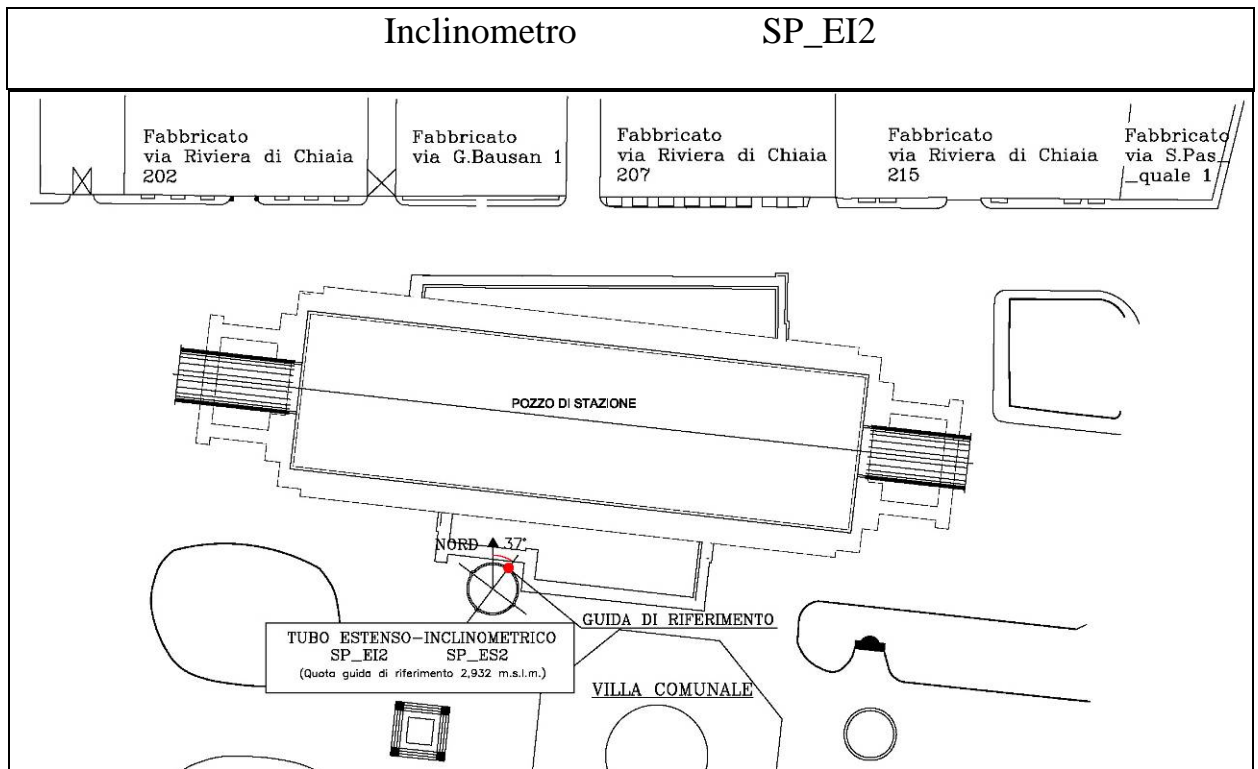 Inclinometro SP_EI2
Fabbricato
via Riviera di Chiaia
202
Fabbricato
via G.Bausan 1
Fabbricato
via Riviera di Chiaia
207
Fabbricato
via Riviera di Chiaia
215
Fabbricato
via S.Pas_
_quale 1
POZZO DI STAZIONE
NORD 37°
GUIDA DI RIFERIMENTO
TUBO ESTENSO-INCLINOMETRICO
SP_EI2 SP_ES2
(Quota guida di riferimento 2,932 m.s.l.m.)
VILLA COMUNALE